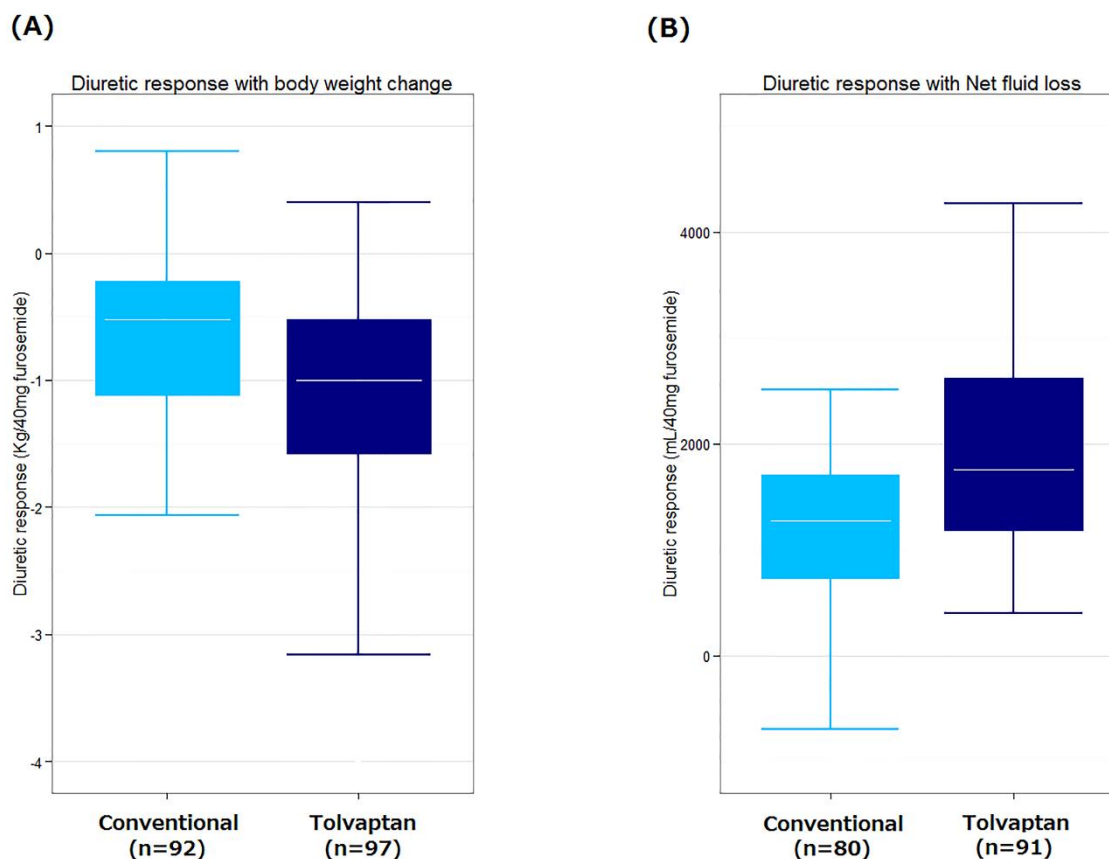 (A)
Diuretic response with body weight change
Diuretic response (Kg/40mg furosemide)
1
0
-1
-2
-3
-4
Conventional
(n=92)
Tolvaptan
(n=97)
(B)
Diuretic response with Net fluid loss
Diuretic response (mL/40mg furosemide)
4000
2000
0
Conventional
(n=80)
Tolvaptan
(n=91)